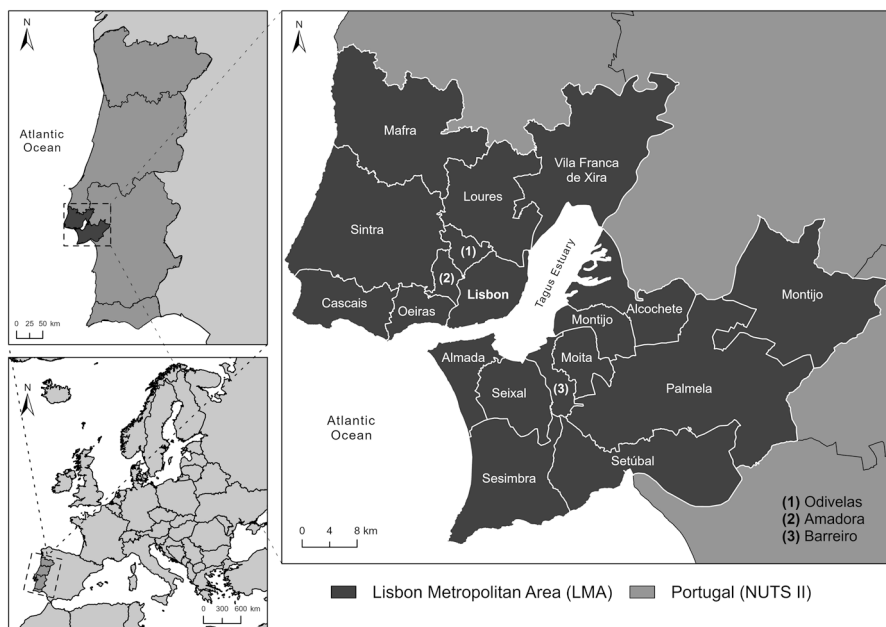 N
Atlantic
Ocean
0 25 50 km
N
0 300 600 km
N
Mafra
Vila Franca
de Xira
Loures
Sintra
(1)
(2)
Lisbon
Tagus Estuary
Cascais
Oeiras
Montijo
Alcochete
Montijo
Almada
Moita
Seixal
(3)
Palmela
Atlantic
Ocean
Sesimbra
Setúbal
0 4 8 km
(1) Odivelas
(2) Amadora
(3) Barreiro
Lisbon Metropolitan Area (LMA)
Portugal (NUTS II)